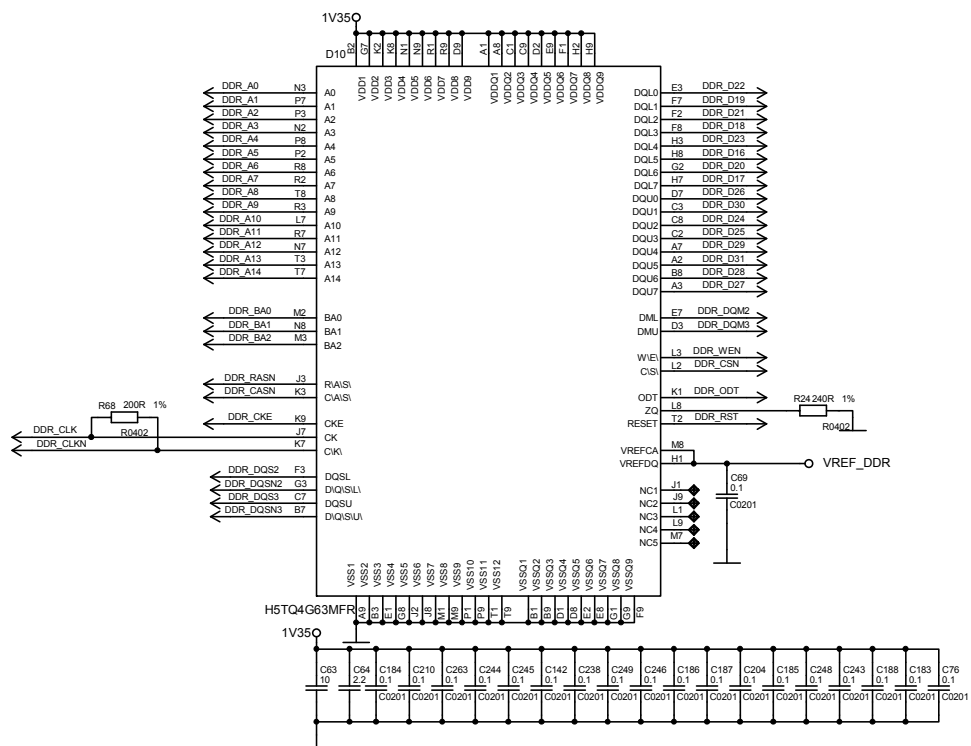 1V35
D10
B2 G7 K2 K8 N1 N9 R1 R9 D9 A1 A8 C1 C9 D2 E9 F1 H2 H9
VDD1 VDD2 VDD3 VDD4 VDD5 VDD6 VDD7 VDD8 VDD9 VDDQ1 VDDQ2 VDDQ3 VDDQ4 VDDQ5 VDDQ6 VDDQ7 VDDQ8 VDDQ9
DDR_A0 N3 A0 DQL0 E3 DDR_D22
DDR_A1 P7 A1 DQL1 F7 DDR_D19
DDR_A2 P3 A2 DQL2 F2 DDR_D21
DDR_A3 N2 A3 DQL3 F8 DDR_D18
DDR_A4 P8 A4 DQL4 H3 DDR_D23
DDR_A5 P2 A5 DQL5 H8 DDR_D16
DDR_A6 R8 A6 DQL6 G2 DDR_D20
DDR_A7 R2 A7 DQL7 H7 DDR_D17
DDR_A8 T8 A8 DQU0 D7 DDR_D26
DDR_A9 R3 A9 DQU1 C3 DDR_D30
DDR_A10 L7 A10 DQU2 C8 DDR_D24
DDR_A11 R7 A11 DQU3 C2 DDR_D25
DDR_A12 N7 A12 DQU4 A7 DDR_D29
DDR_A13 T3 A13 DQU5 A2 DDR_D31
DDR_A14 T7 A14 DQU6 B8 DDR_D28
DQU7 A3 DDR_D27
DDR_BA0 M2 BA0 DML E7 DDR_DQM2
DDR_BA1 N8 BA1 DMU D3 DDR_DQM3
DDR_BA2 M3 BA2
W\E\ L3 DDR_WEN
C\S\ L2 DDR_CSN
DDR_RASN J3 R\A\S\
DDR_CASN K3 C\A\S\ ODT K1 DDR_ODT
R68 200R 1% ZQ L8 R24 240R 1%
DDR_CKE K9 CKE RESET T2 DDR_RST
R0402 R0402
DDR_CLK J7 CK
DDR_CLKN K7 C\K\ VREFCA M8
VREFDQ H1 VREF_DDR
DDR_DQS2 F3 DQSL
DDR_DQSN2 G3 D\Q\S\L\ NC1 J1
DDR_DQS3 C7 DQSU NC2 J9
DDR_DQSN3 B7 D\Q\S\U\ NC3 L1
NC4 L9
NC5 M7
C69
0.1
C0201
VSS1 VSS2 VSS3 VSS4 VSS5 VSS6 VSS7 VSS8 VSS9 VSS10 VSS11 VSS12 VSSQ1 VSSQ2 VSSQ3 VSSQ4 VSSQ5 VSSQ6 VSSQ7 VSSQ8 VSSQ9
H5TQ4G63MFR
A9 B3 E1 G8 J2 J8 M1 M9 P1 P9 T1 T9 B1 B9 D1 D8 E2 E8 G1 G9 F9
1V35
C63 C64 C184 C210 C263 C244 C245 C142 C238 C249 C246 C186 C187 C204 C185 C248 C243 C188 C183 C76
10 2.2 0.1 0.1 0.1 0.1 0.1 0.1 0.1 0.1 0.1 0.1 0.1 0.1 0.1 0.1 0.1 0.1 0.1 0.1
C0201 C0201 C0201 C0201 C0201 C0201 C0201 C0201 C0201 C0201 C0201 C0201 C0201 C0201 C0201 C0201 C0201 C0201